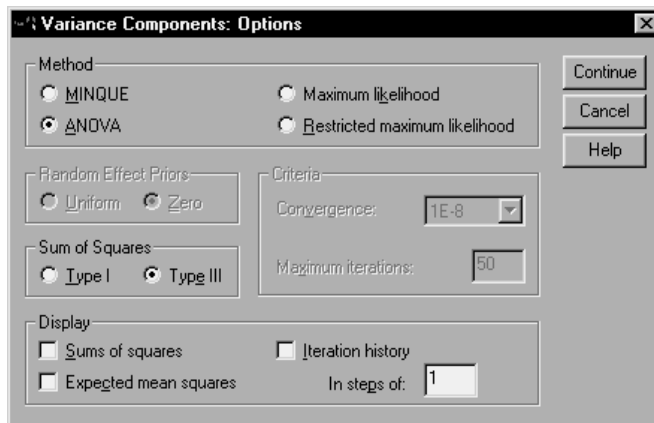 Variance Components: Options
Method
MINQUE
Maximum likelihood
ANOVA
Restricted maximum likelihood
Continue
Cancel
Help
Random Effect Priors
Uniform
Zero
Criteria
Convergence:
1E-8
Maximum iterations:
50
Sum of Squares
Type I
Type III
Display
Sums of squares
Iteration history
Expected mean squares
In steps of:
1